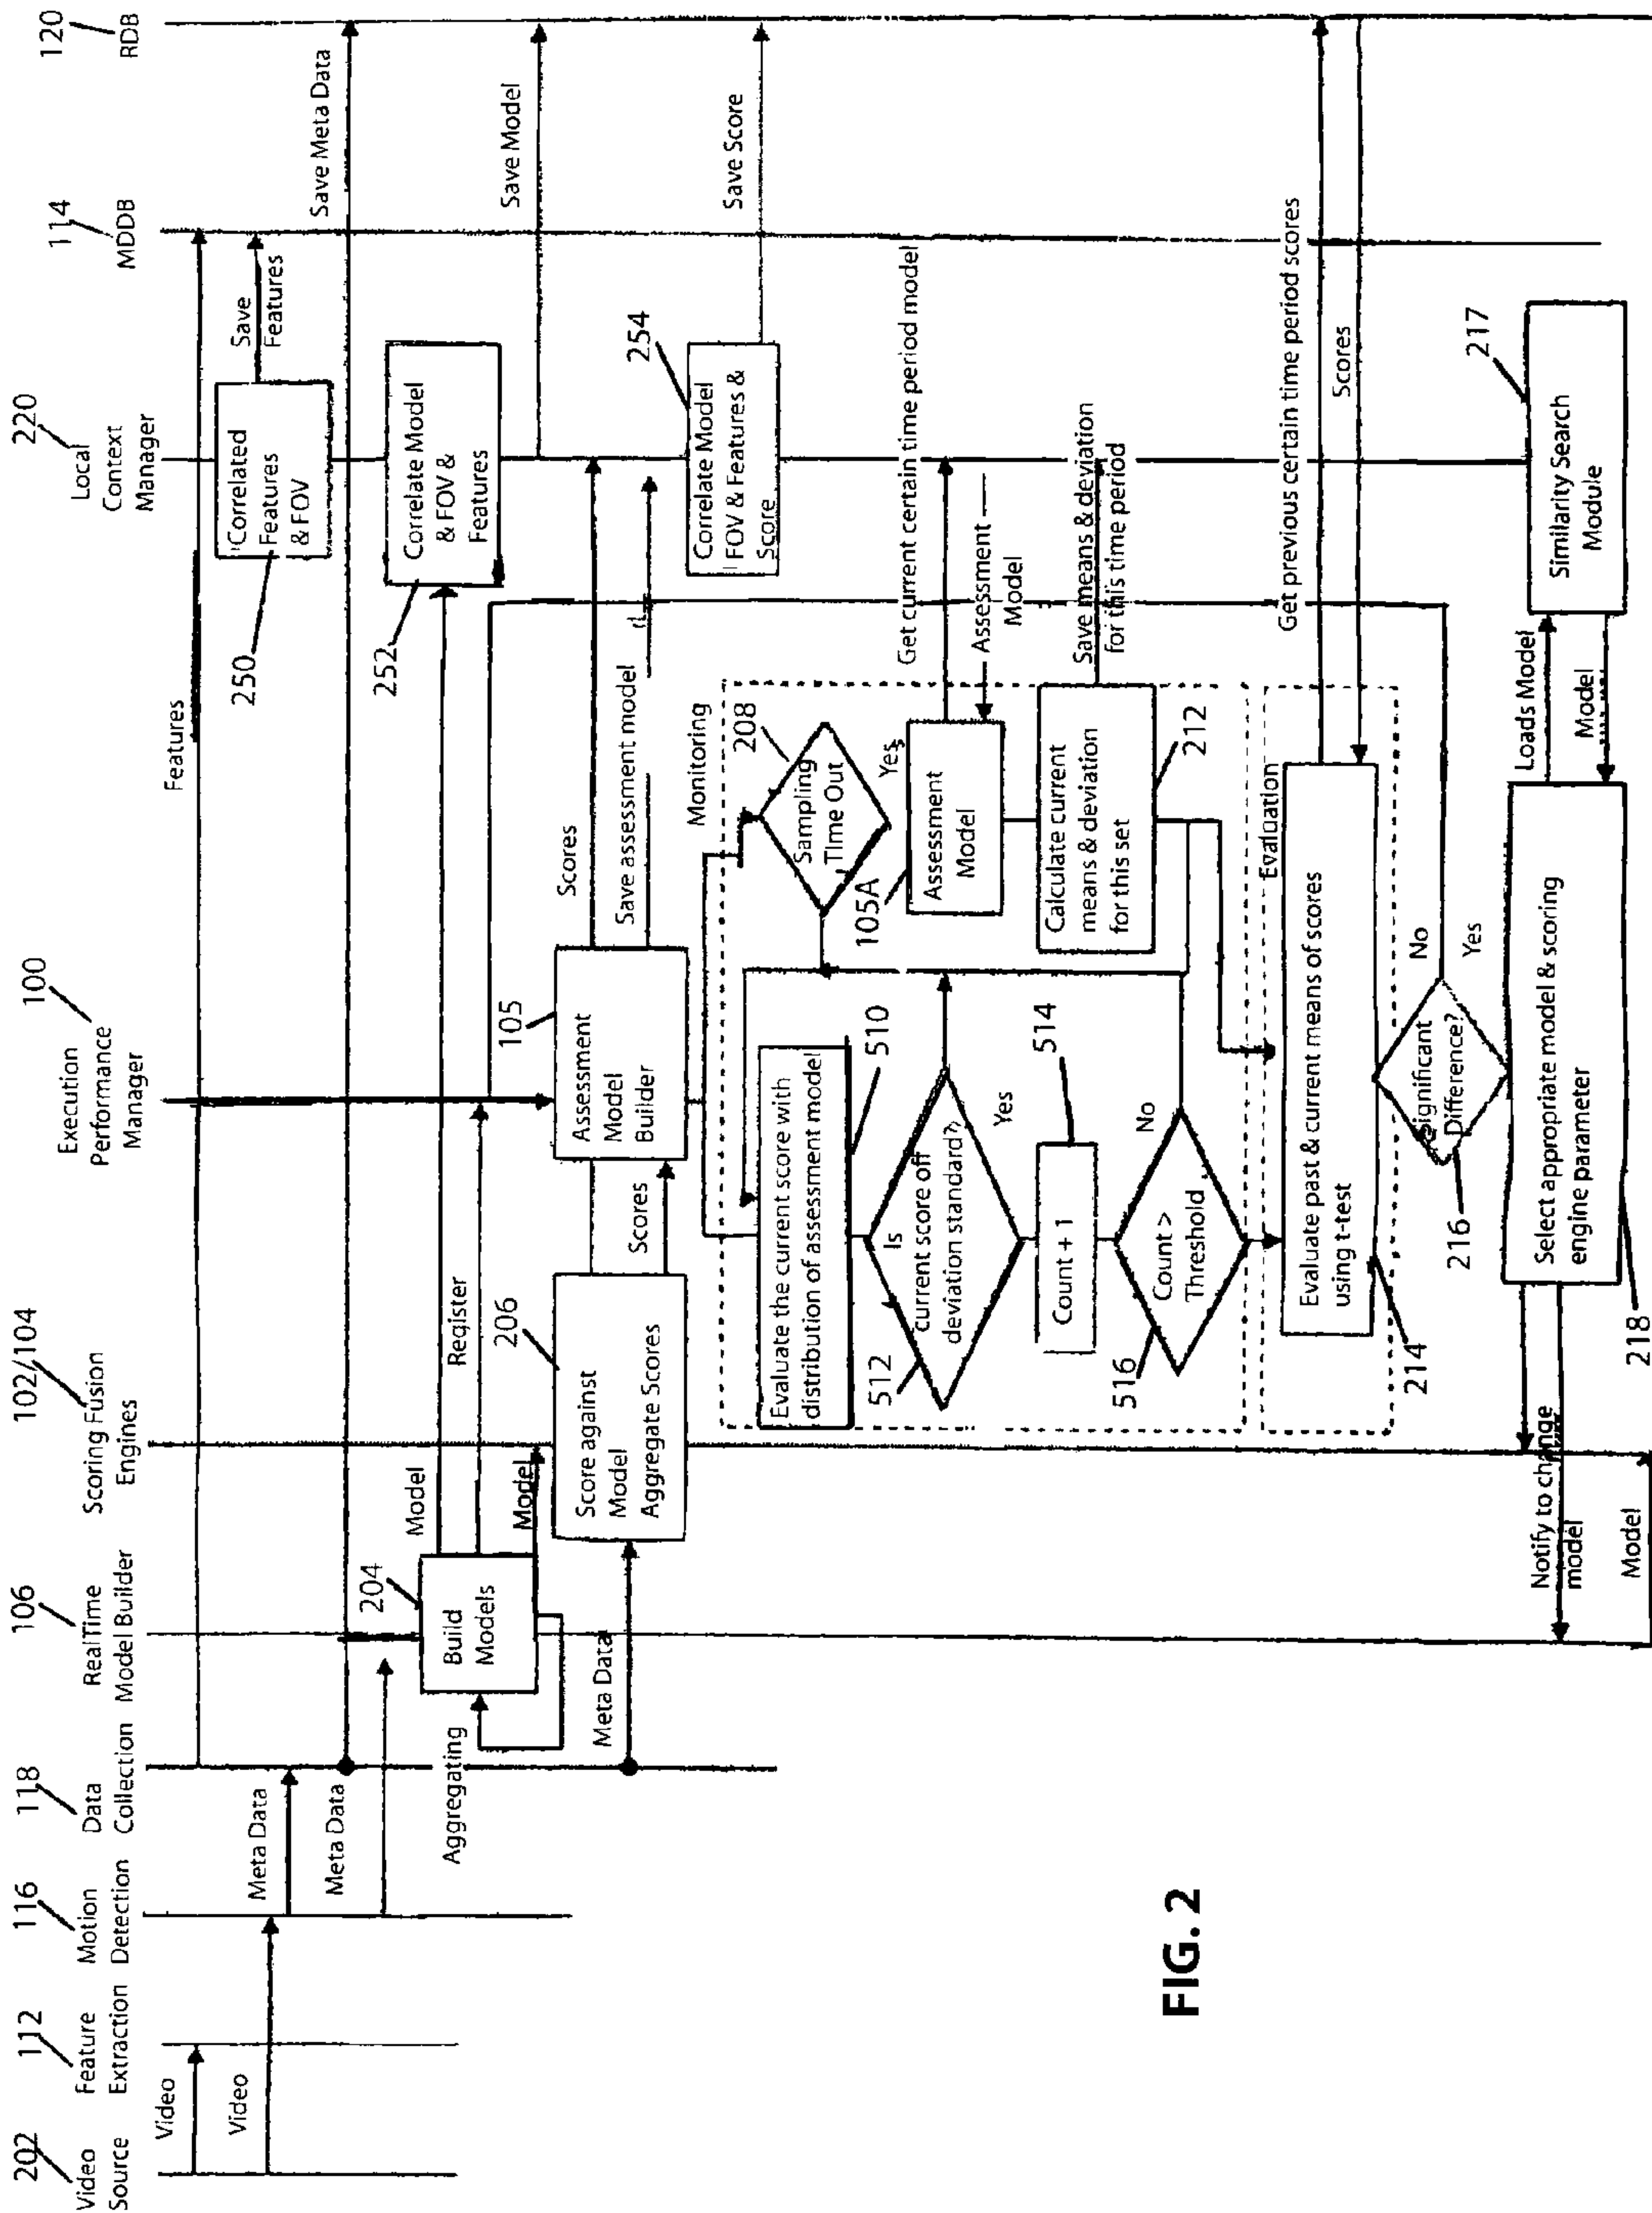 202
Video
Source
112
Feature
Extraction
116
Motion
Detection
118
Data
Collection
106
RealTime
Model Builder
102/104
Scoring Fusion
Engines
100
Execution
Performance
Manager
220
Local
Context
Manager
114
MDDB
120
RDB
Video
Video
Features
Meta Data
Meta Data
Save
Features
Correlated
Features
& FOV
250
Save Meta Data
204
Build
Models
Aggregating
Model
Register
Model
Correlate Model
& FOV &
Features
252
Save Model
206
Score against
Model
Aggregate Scores
Meta Data
Scores
105
Assessment
Model
Builder
Scores
Save assessment model
254
Correlate Model
FOV & Features &
Score
Save Score
Monitoring
208
Sampling
Time Out
Yes
510
Evaluate the current score with
distribution of assessment model
512
Is
current score off
deviation standard?
Yes
514
Count + 1
516
Count >
Threshold
No
105A
Assessment
Model
Get current certain time period model
Assessment
Model
212
Calculate current
means & deviation
for this set
Save means & deviation
for this time period
Evaluation
214
Evaluate past & current means of scores
using t-test
Get previous certain time period scores
Scores
216
Significant
Difference?
No
Yes
218
Select appropriate model & scoring
engine parameter
Loads Model
Model
217
Similarity Search
Module
Notify to change
model
Model
FIG. 2